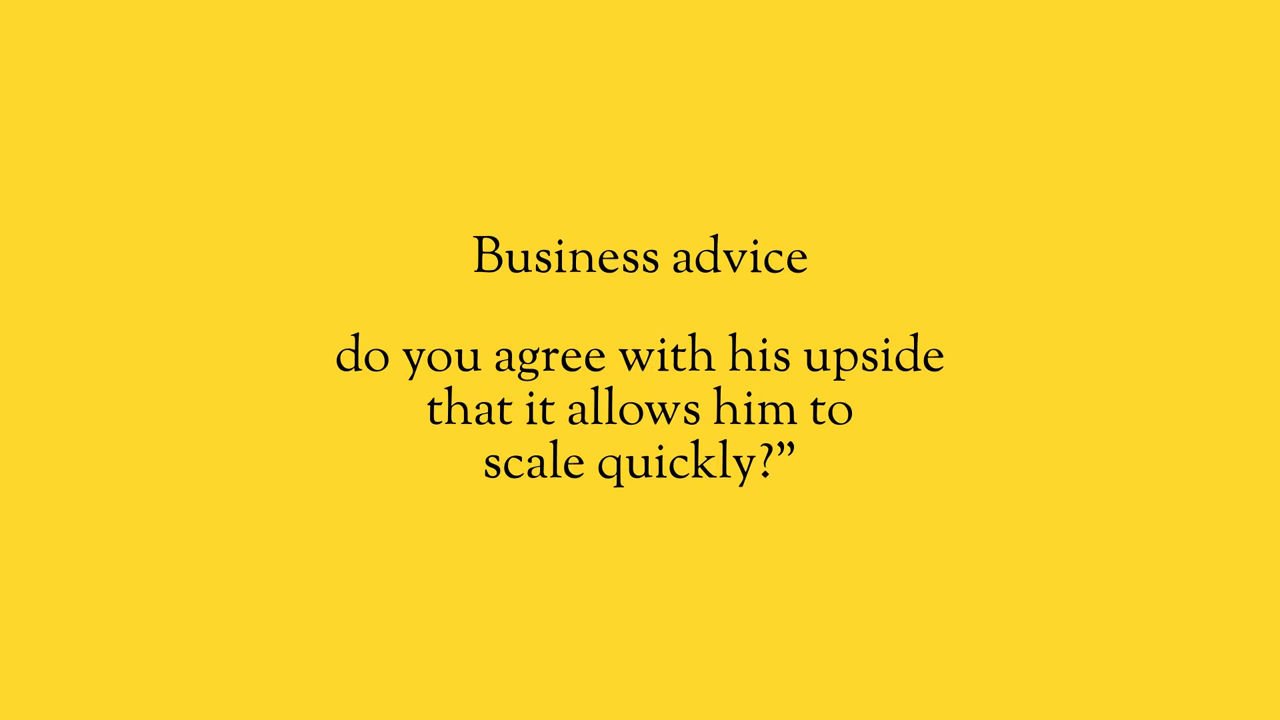 Business advice
do you agree with his upside
that it allows him to
scale quickly?”